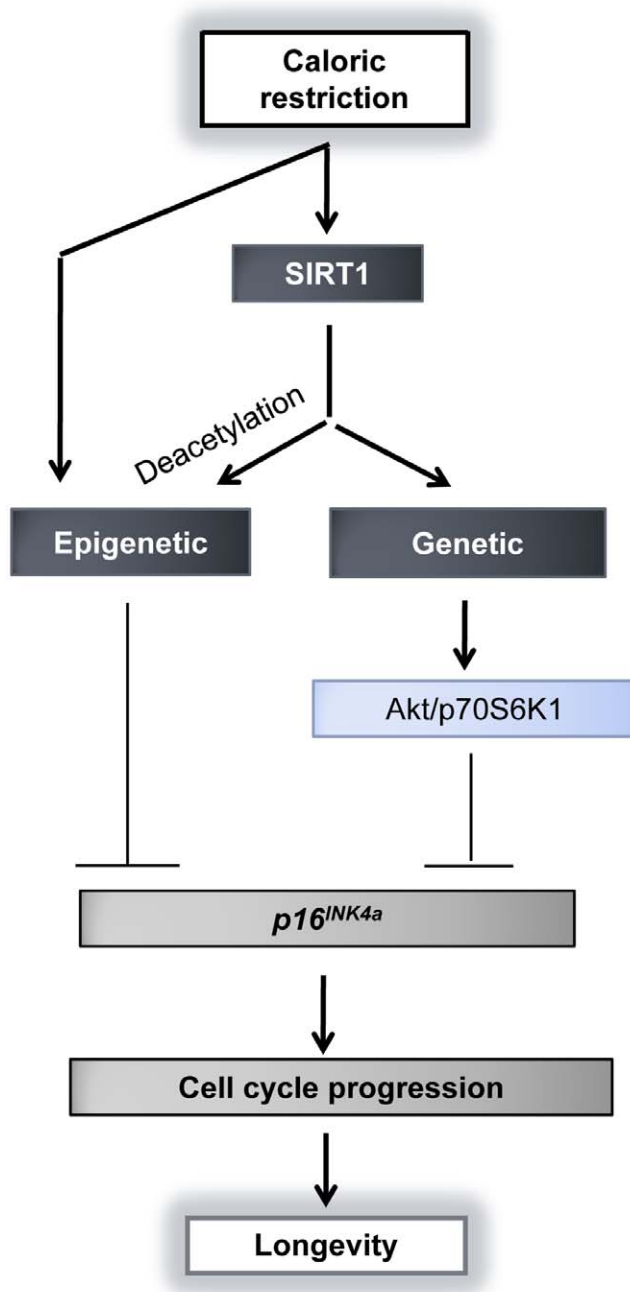 Caloric
restriction
SIRT1
Deacetylation
Epigenetic
Genetic
Akt/p70S6K1
p16INK4a
Cell cycle progression
Longevity